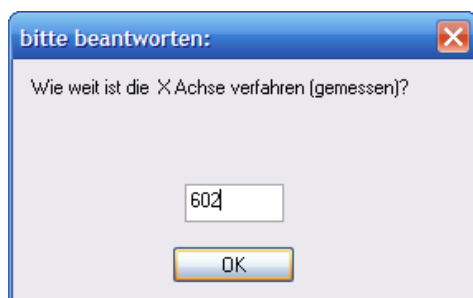 bitte beantworten:
Wie weit ist die X Achse verfahren (gemessen)?
602
OK